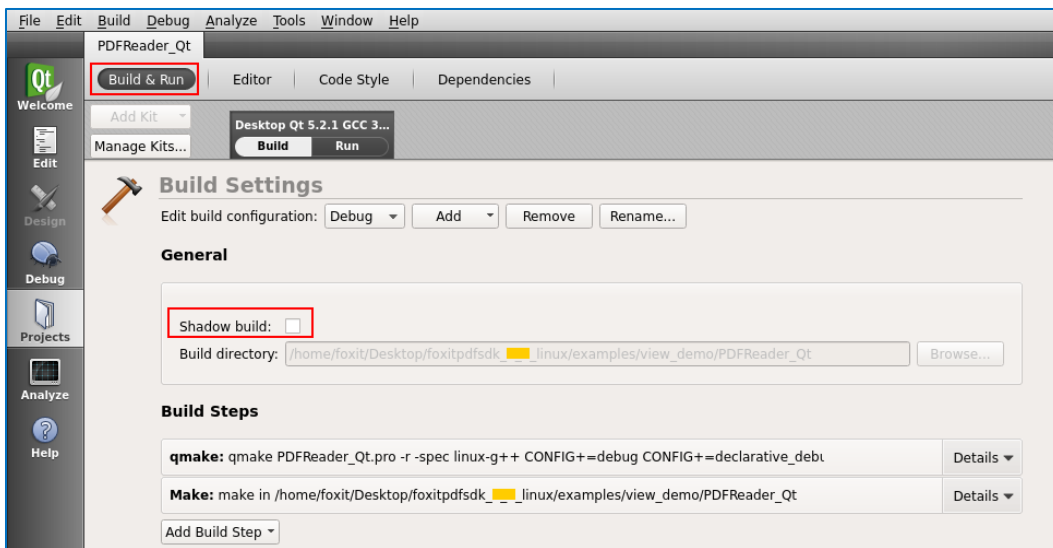 File Edit Build Debug Analyze Tools Window Help
PDFReader_Qt
Build & Run Editor Code Style Dependencies
Welcome
Add Kit
Desktop Qt 5.2.1 GCC 3...
Manage Kits...
Build Run
Edit
Build Settings
Design
Edit build configuration: Debug Add Remove Rename...
General
Debug
Shadow build:
Projects
Build directory: /home/foxit/Desktop/foxitpdfsdk_ _ _linux/examples/view_demo/PDFReader_Qt Browse...
Analyze
Build Steps
Help
qmake: qmake PDFReader_Qt.pro -r -spec linux-g++ CONFIG+=debug CONFIG+=declarative_debu Details
Make: make in /home/foxit/Desktop/foxitpdfsdk_ _ _linux/examples/view_demo/PDFReader_Qt Details
Add Build Step